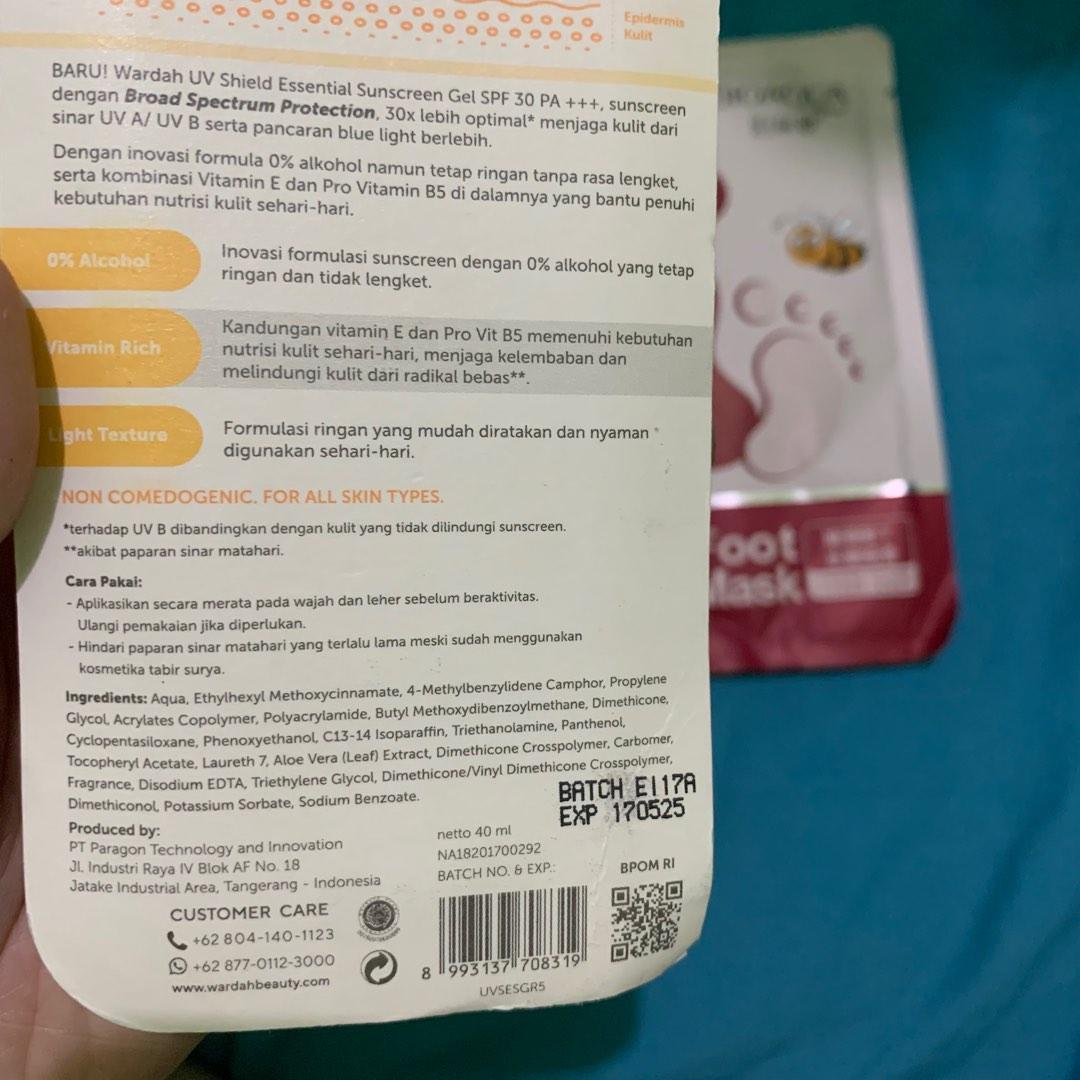 Epidermis
Kulit
BARU! Wardah UV Shield Essential Sunscreen Gel SPF 30 PA +++, sunscreen
dengan Broad Spectrum Protection, 30x lebih optimal* menjaga kulit dari
sinar UV A/ UV B serta pancaran blue light berlebih.
Dengan inovasi formula 0% alkohol namun tetap ringan tanpa rasa lengket,
serta kombinasi Vitamin E dan Pro Vitamin B5 di dalamnya yang bantu penuhi
kebutuhan nutrisi kulit sehari-hari.
0% Alcohol
Inovasi formulasi sunscreen dengan 0% alkohol yang tetap
ringan dan tidak lengket.
Vitamin Rich
Kandungan vitamin E dan Pro Vit B5 memenuhi kebutuhan
nutrisi kulit sehari-hari, menjaga kelembaban dan
melindungi kulit dari radikal bebas**.
Light Texture
Formulasi ringan yang mudah diratakan dan nyaman
digunakan sehari-hari.
NON COMEDOGENIC. FOR ALL SKIN TYPES.
*terhadap UV B dibandingkan dengan kulit yang tidak dilindungi sunscreen.
**akibat paparan sinar matahari.
Cara Pakai:
- Aplikasikan secara merata pada wajah dan leher sebelum beraktivitas.
Ulangi pemakaian jika diperlukan.
- Hindari paparan sinar matahari yang terlalu lama meski sudah menggunakan
kosmetika tabir surya.
Ingredients: Aqua, Ethylhexyl Methoxycinnamate, 4-Methylbenzylidene Camphor, Propylene
Glycol, Acrylates Copolymer, Polyacrylamide, Butyl Methoxydibenzoylmethane, Dimethicone,
Cyclopentasiloxane, Phenoxyethanol, C13-14 Isoparaffin, Triethanolamine, Panthenol,
Tocopheryl Acetate, Laureth 7, Aloe Vera (Leaf) Extract, Dimethicone Crosspolymer, Carbomer,
Fragrance, Disodium EDTA, Triethylene Glycol, Dimethicone/Vinyl Dimethicone Crosspolymer,
Dimethiconol, Potassium Sorbate, Sodium Benzoate.
BATCH E117A
EXP 170525
Produced by:
PT Paragon Technology and Innovation
Jl. Industri Raya IV Blok AF No. 18
Jatake Industrial Area, Tangerang - Indonesia
netto 40 ml
NA18201700292
BATCH NO. & EXP.:
BPOM RI
CUSTOMER CARE
+62 804-140-1123
+62 877-0112-3000
www.wardahbeauty.com
8 993137 708319
UVSESGR5
Foot
Mask